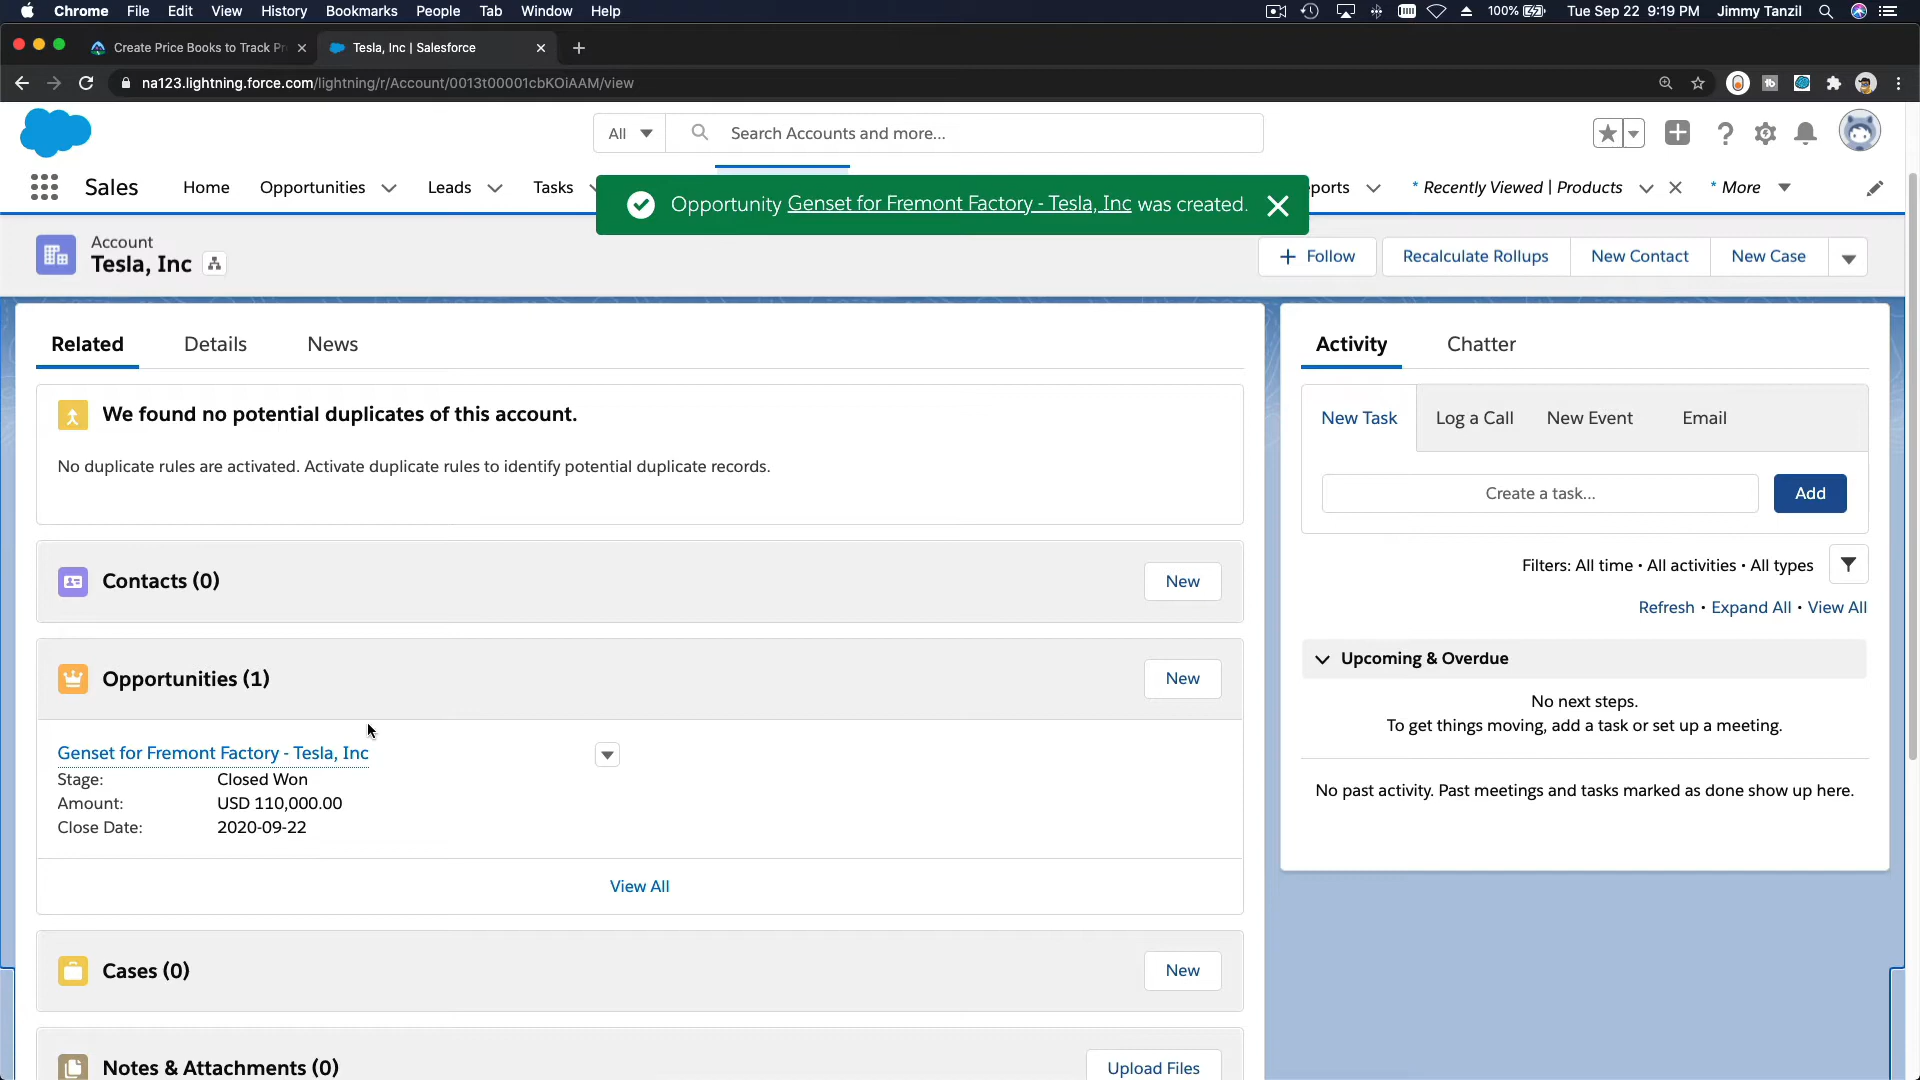 Chrome File Edit View History Bookmarks People Tab Window Help 100% Tue Sep 22 9:19 PM Jimmy Tanzil
Create Price Books to Track Pr
Tesla, Inc | Salesforce
na123.lightning.force.com/lightning/r/Account/0013t00001cbKOiAAM/view
All Search Accounts and more...
Sales Home Opportunities Leads Tasks ports * Recently Viewed | Products * More
Opportunity Genset for Fremont Factory - Tesla, Inc was created.
Account
Tesla, Inc
Follow Recalculate Rollups New Contact New Case
Related Details News
We found no potential duplicates of this account.
No duplicate rules are activated. Activate duplicate rules to identify potential duplicate records.
Contacts (0) New
Opportunities (1) New
Genset for Fremont Factory - Tesla, Inc
Stage: Closed Won
Amount: USD 110,000.00
Close Date: 2020-09-22
View All
Cases (0) New
Notes & Attachments (0) Upload Files
Activity Chatter
New Task Log a Call New Event Email
Create a task... Add
Filters: All time • All activities • All types
Refresh • Expand All • View All
Upcoming & Overdue
No next steps.
To get things moving, add a task or set up a meeting.
No past activity. Past meetings and tasks marked as done show up here.